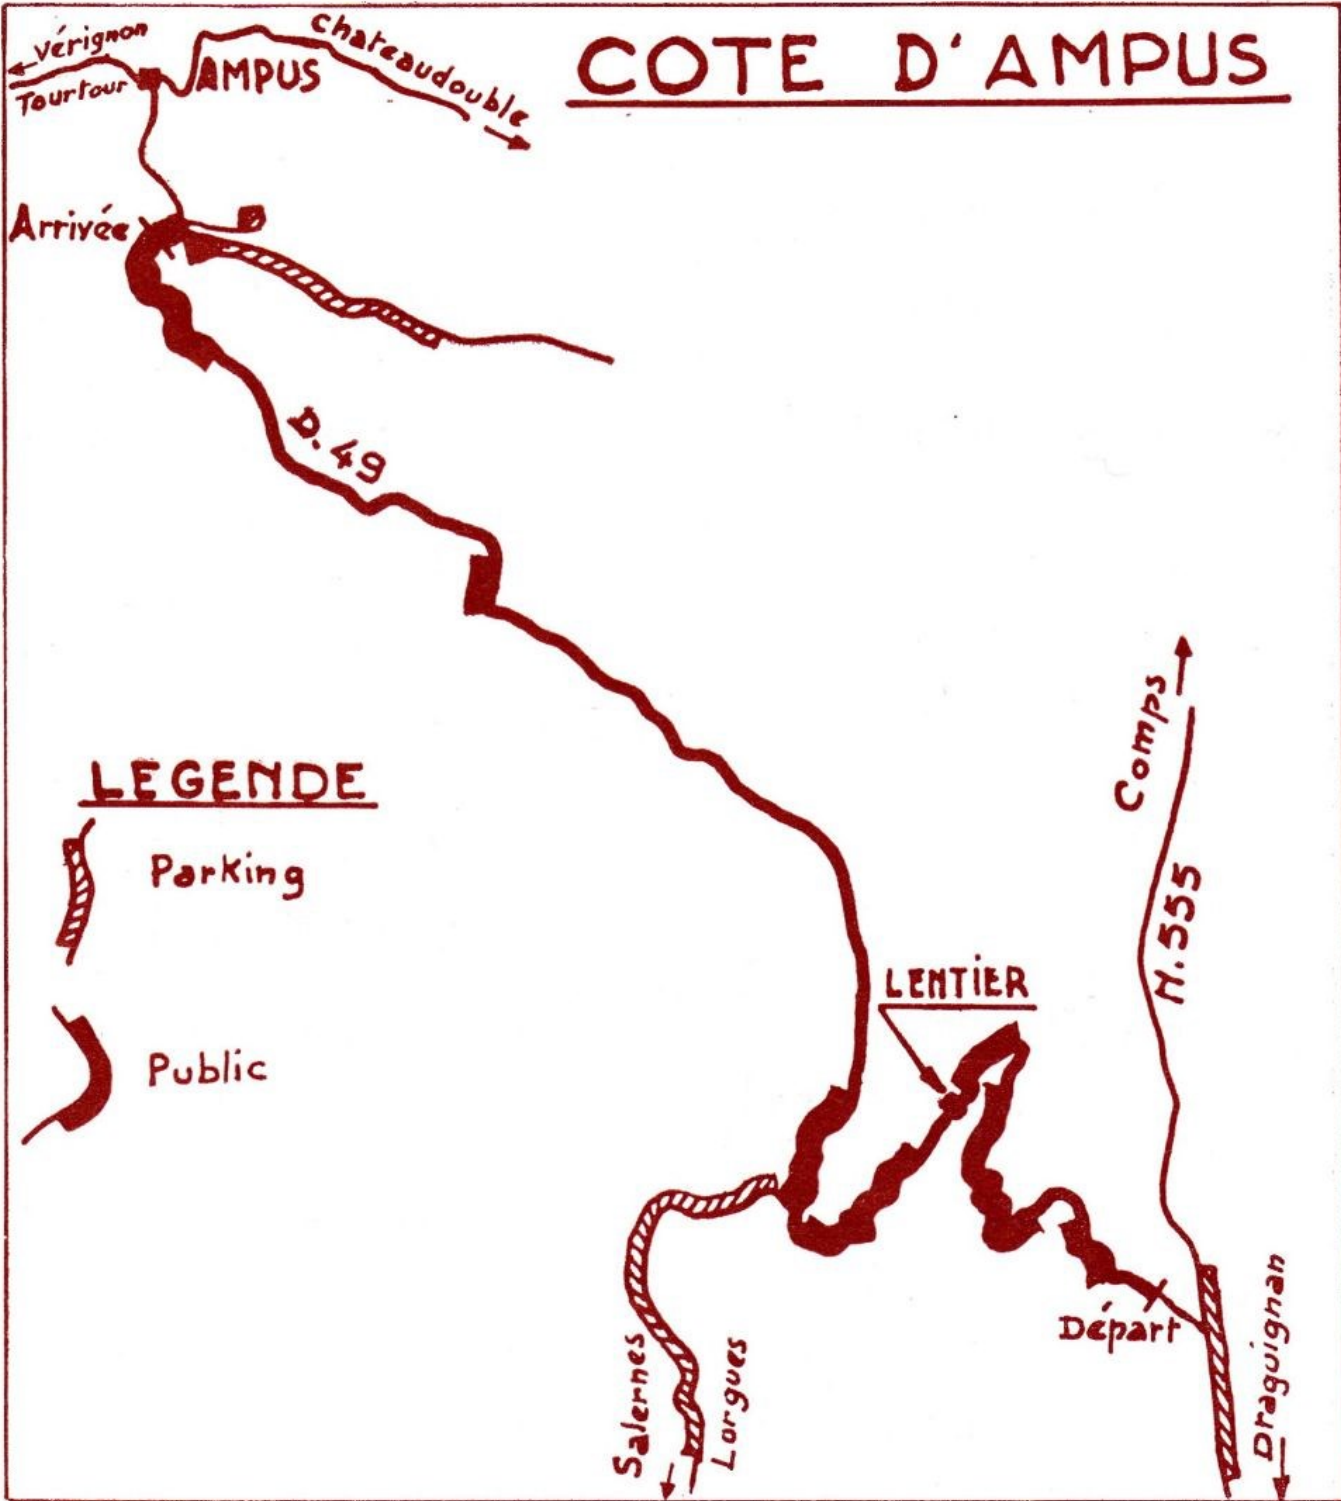 COTE D'AMPUS
Vérignon
Tourtour
AMPUS
Chateaudouble
Arrivée
D.49
Comps
N.555
LEGENDE
Parking
Public
LENTIER
Départ
Salernes
Lorgues
Draguignan